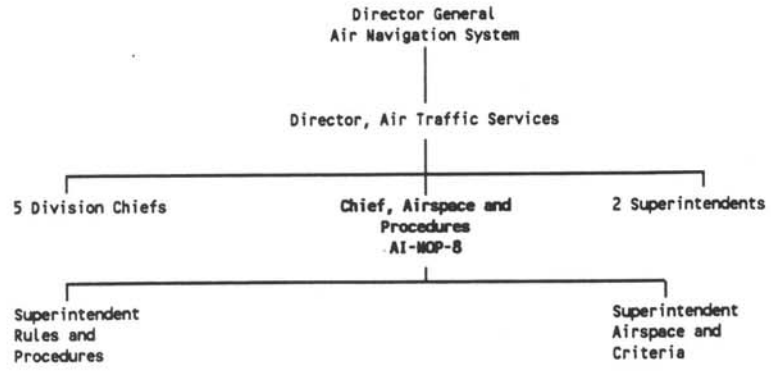 Director General
Air Navigation System
Director, Air Traffic Services
5 Division Chiefs
Chief, Airspace and
Procedures
AI-NOP-8
2 Superintendents
Superintendent
Rules and
Procedures
Superintendent
Airspace and
Criteria